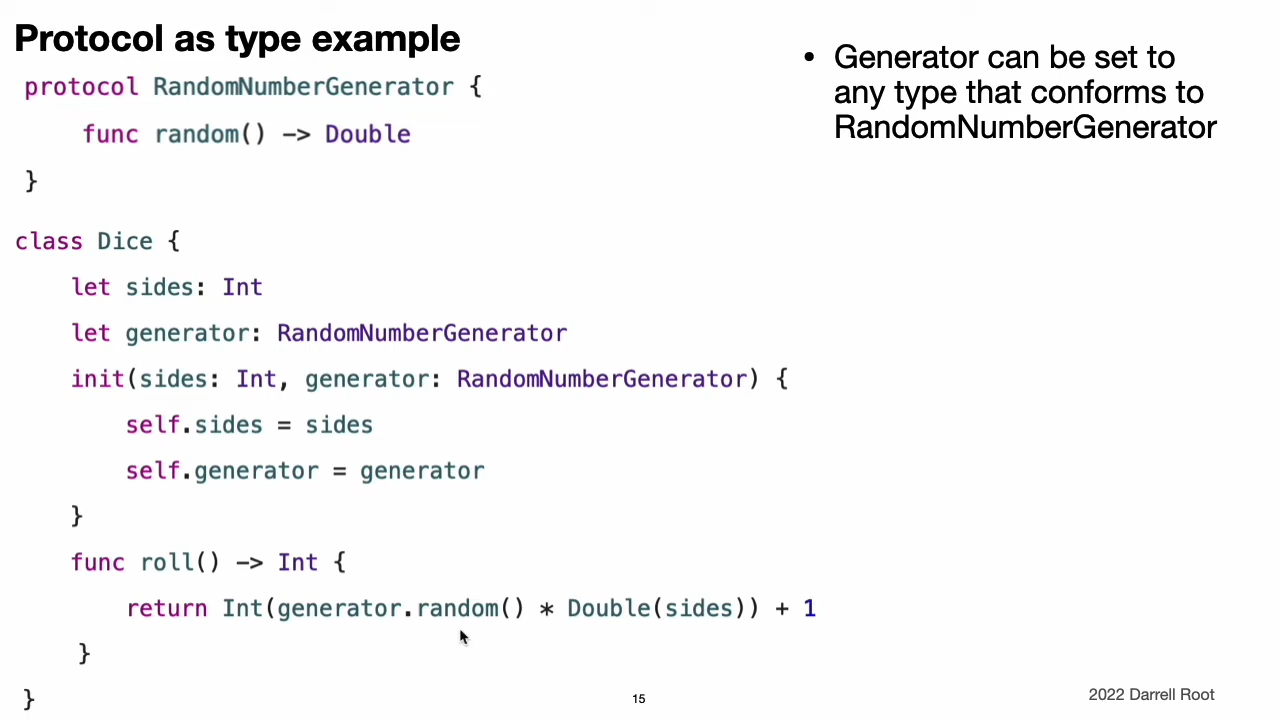 Protocol as type example
protocol RandomNumberGenerator {
func random() -> Double
}
class Dice {
let sides: Int
let generator: RandomNumberGenerator
init(sides: Int, generator: RandomNumberGenerator) {
self.sides = sides
self.generator = generator
}
func roll() -> Int {
return Int(generator.random() * Double(sides)) + 1
}
}
• Generator can be set to
any type that conforms to
RandomNumberGenerator
15
2022 Darrell Root